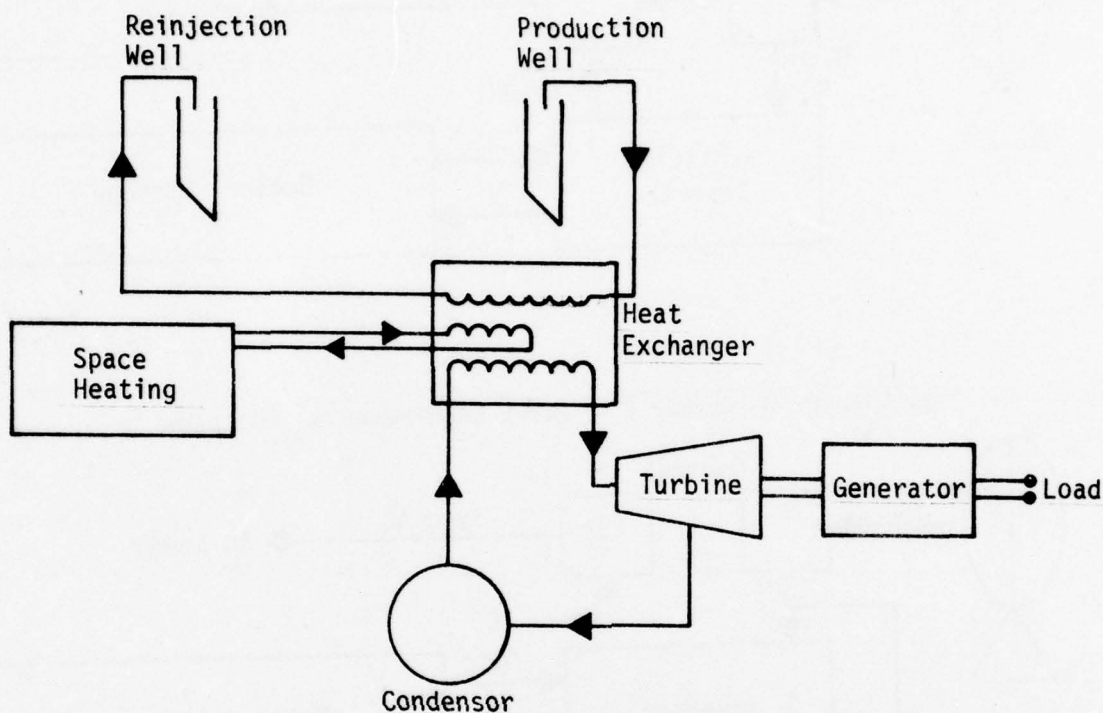 Reinjection
Well
Production
Well
Heat
Exchanger
Space
Heating
Turbine
Generator
Load
Condensor